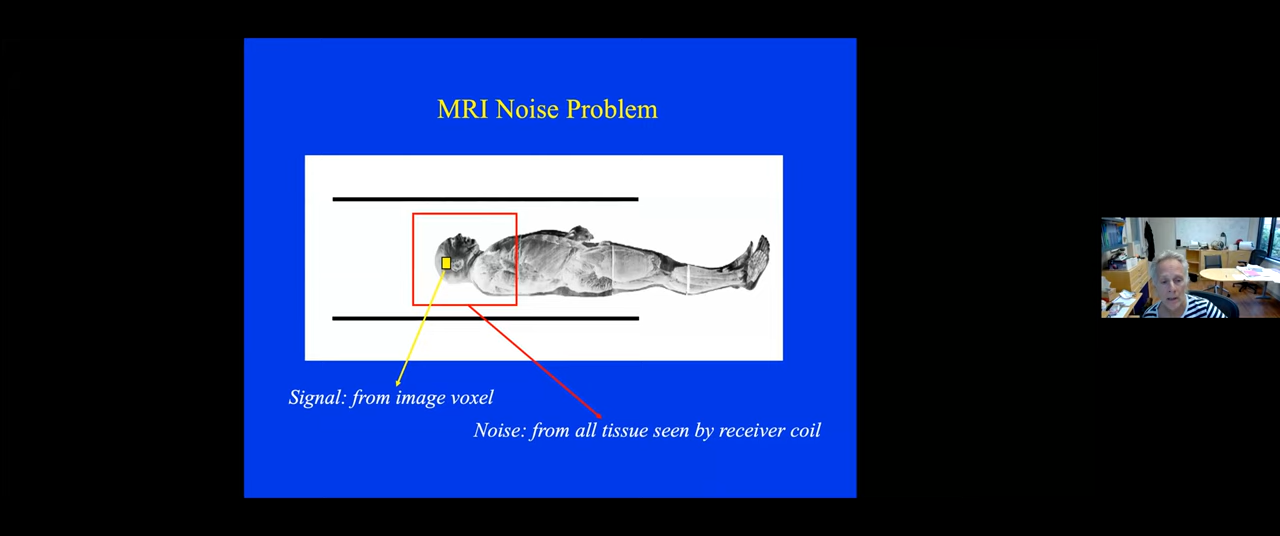 MRI Noise Problem
Signal: from image voxel
Noise: from all tissue seen by receiver coil